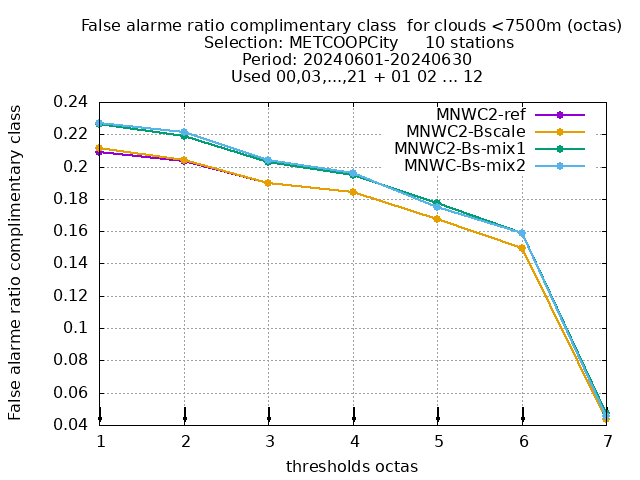 False alarme ratio complimentary class  for clouds <7500m (octas)
Selection: METCOOPCity     10 stations
Period: 20240601-20240630
Used 00,03,...,21 + 01 02 ... 12
False alarme ratio complimentary class
0.24
0.22
0.2
0.18
0.16
0.14
0.12
0.1
0.08
0.06
0.04
MNWC2-ref
MNWC2-Bscale
MNWC2-Bs-mix1
MNWC-Bs-mix2
1 2 3 4 5 6 7
thresholds octas